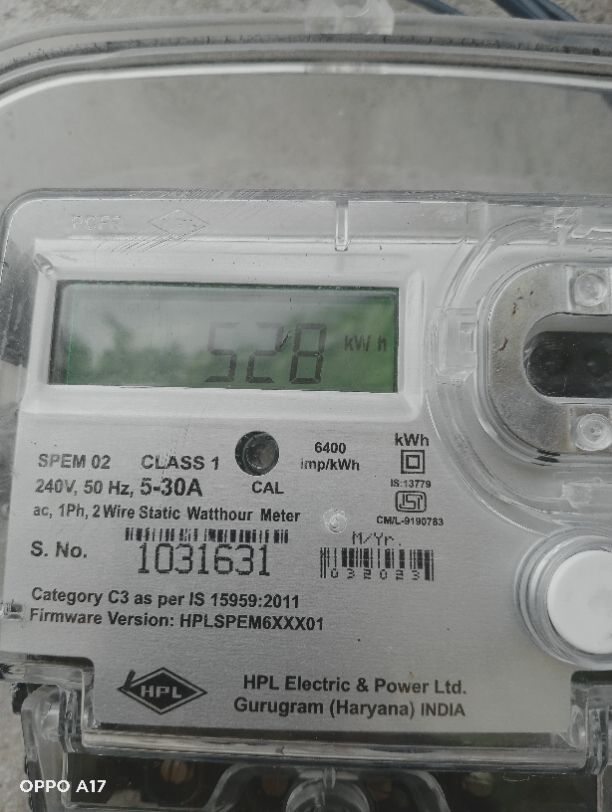 528 kW h
SPEM 02 CLASS 1
6400
imp/kWh
kWh
240V, 50 Hz, 5-30A
CAL
IS:13779
ac, 1Ph, 2 Wire Static Watthour Meter
CM/L-9190783
S. No. 1031631
M/Yr.
032023
Category C3 as per IS 15959:2011
Firmware Version: HPLSPEM6XXX01
HPL
HPL Electric & Power Ltd.
Gurugram (Haryana) INDIA
OPPO A17